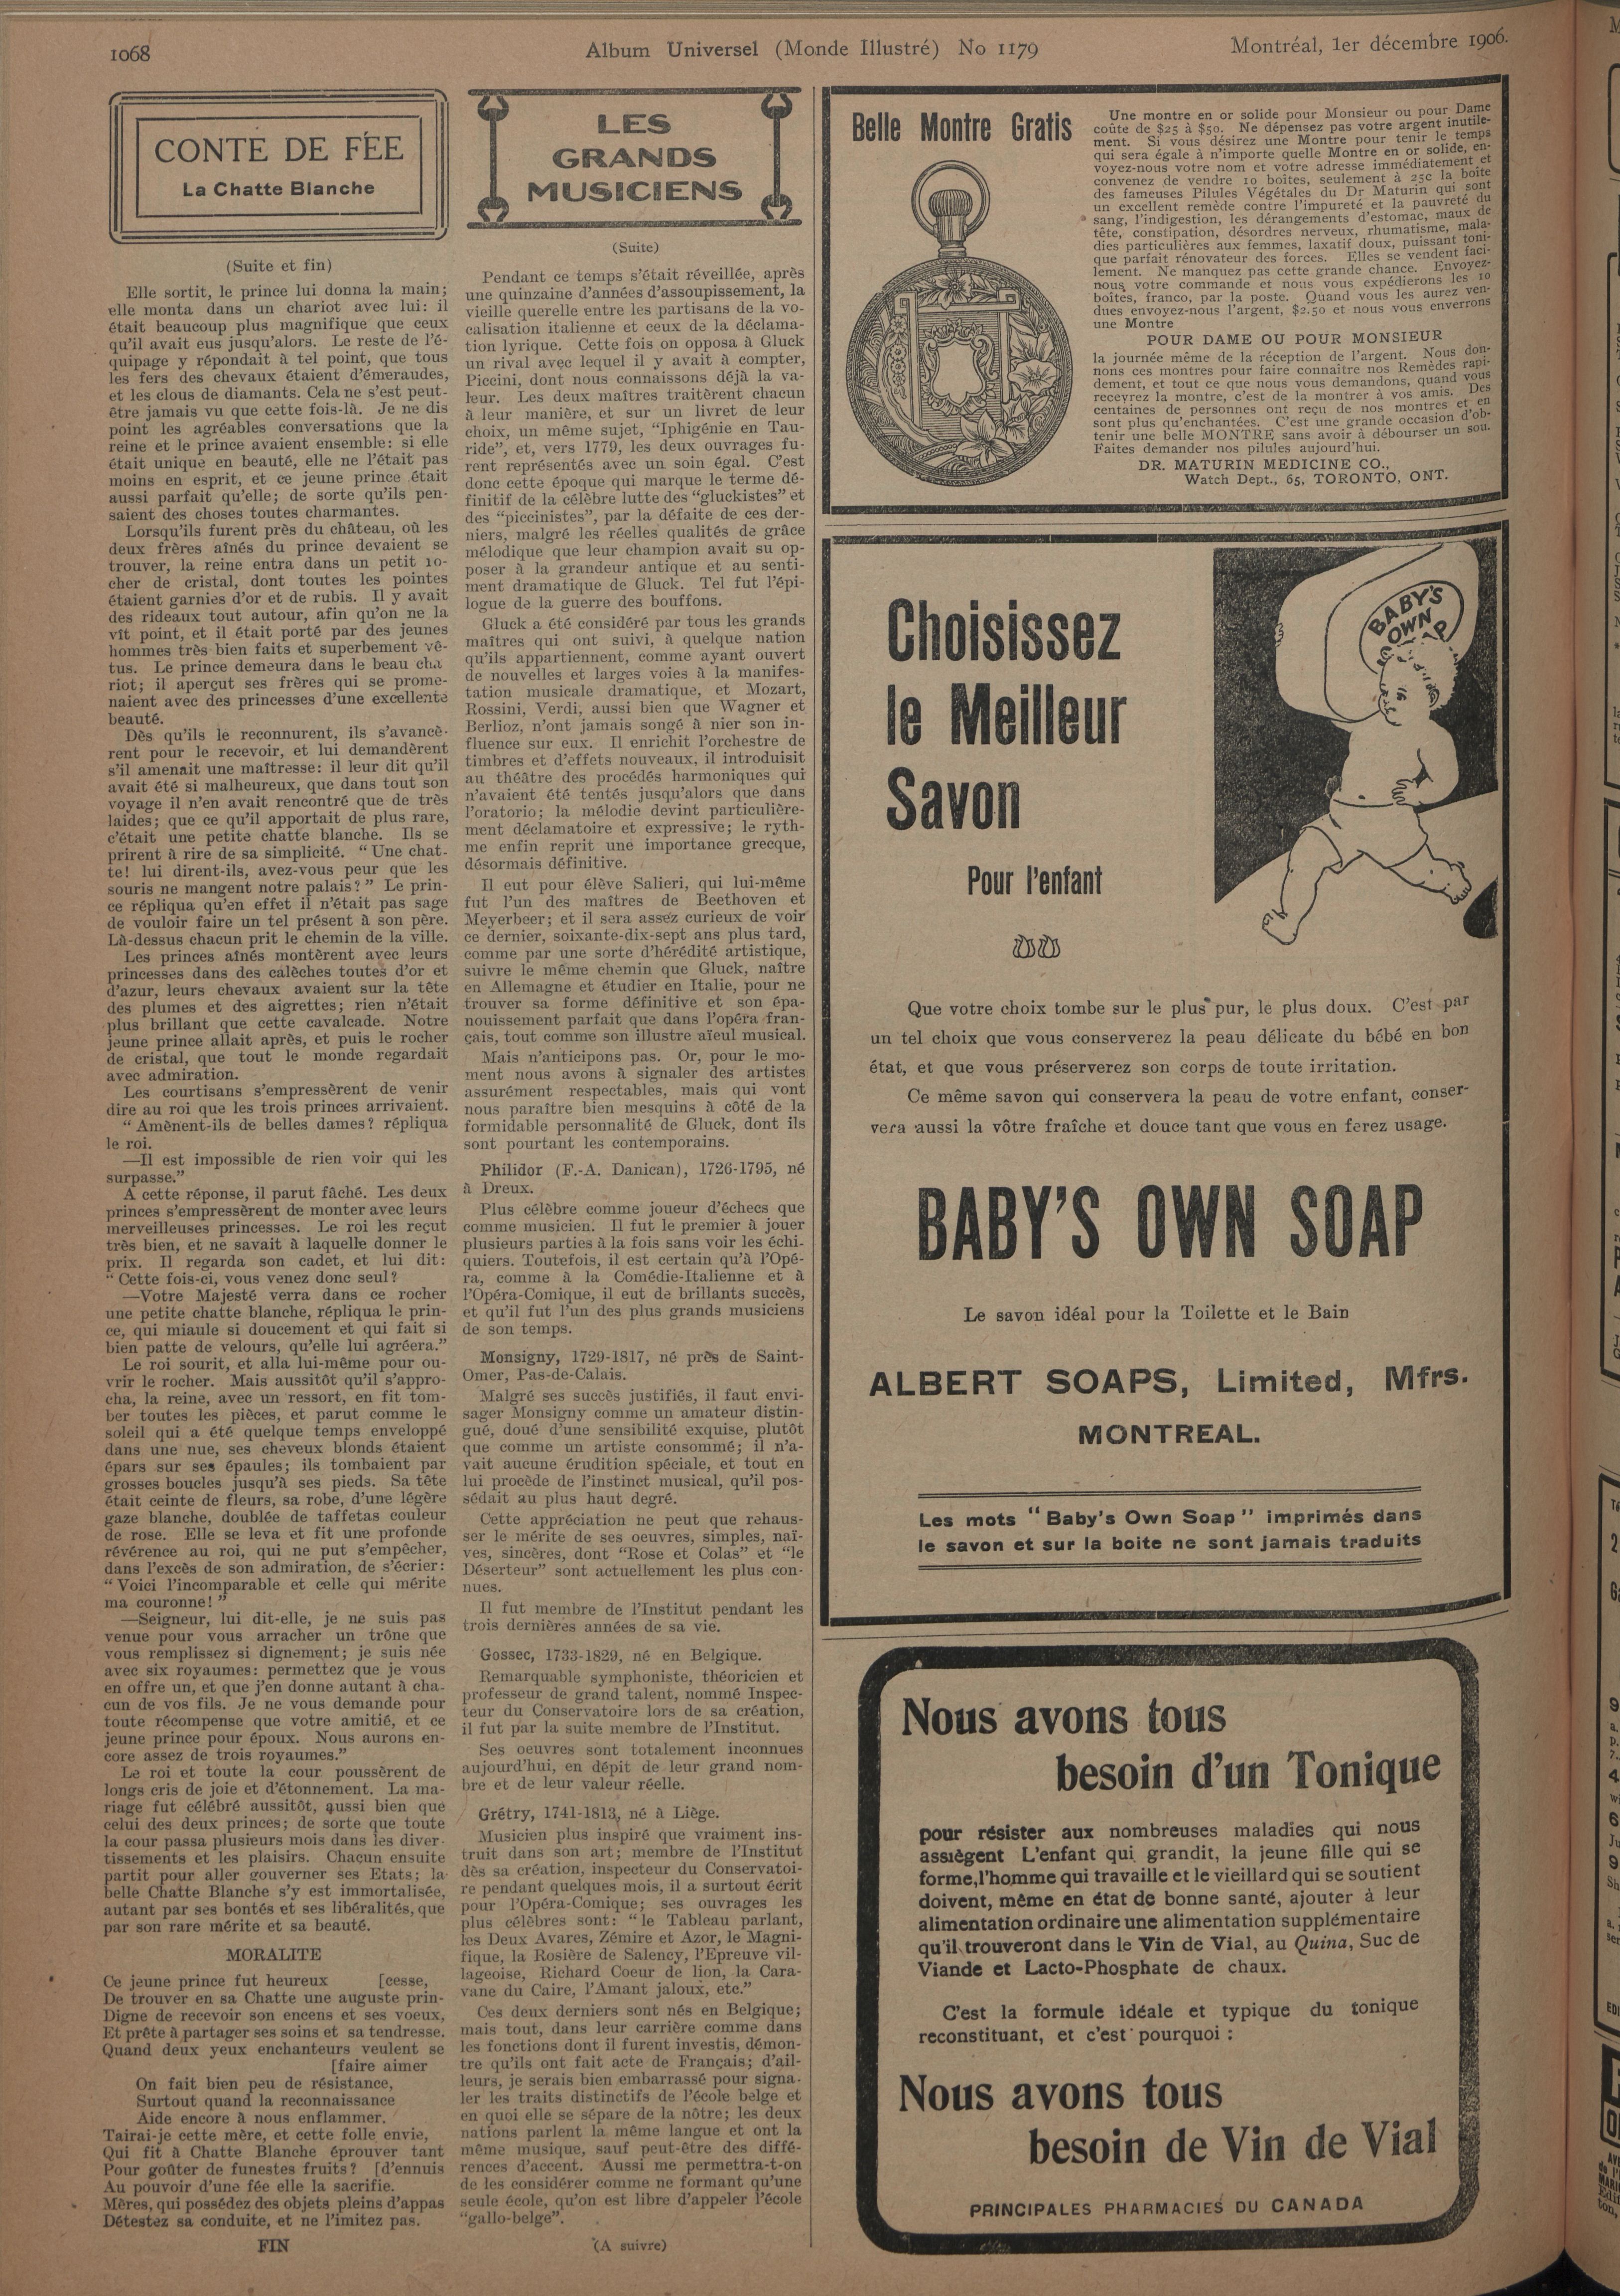 1068
Album Universel (Monde Illustré) No 1179
Montréal, 1er décembre 1906.
CONTE DE FÉE
La Chatte Blanche
(Suite et fin)
Elle sortit, le prince lui donna la main;
elle monta dans un chariot avec lui: il
était beaucoup plus magnifique que ceux
qu'il avait eus jusqu'alors. Le reste de l'é-
quipage y répondait à tel point, que tous
les fers des chevaux étaient d'émeraudes,
et les clous de diamants. Cela ne s'est peut-
être jamais vu que cette fois-là. Je ne dis
point les agréables conversations que la
reine et le prince avaient ensemble: si elle
était unique en beauté, elle ne l'était pas
moins en esprit, et ce jeune prince était
aussi parfait qu'elle; de sorte qu'ils pen-
saient des choses toutes charmantes.
Lorsqu'ils furent près du château, où les
deux frères aînés du prince devaient se
trouver, la reine entra dans un petit ro-
cher de cristal, dont toutes les pointes
étaient garnies d'or et de rubis. Il y avait
des rideaux tout autour, afin qu'on ne la
vît point, et il était porté par des jeunes
hommes très bien faits et superbement vê-
tus. Le prince demeura dans le beau cha
riot; il aperçut ses frères qui se prome-
naient avec des princesses d'une excellente
beauté.
Dès qu'ils le reconnurent, ils s'avancè-
rent pour le recevoir, et lui demandèrent
s'il amenait une maîtresse: il leur dit qu'il
avait été si malheureux, que dans tout son
voyage il n'en avait rencontré que de très
laides; que ce qu'il apportait de plus rare,
c'était une petite chatte blanche. Ils se
prirent à rire de sa simplicité. "Une chat-
te! lui dirent-ils, avez-vous peur que les
souris ne mangent notre palais?" Le prin-
ce répliqua qu'en effet il n'était pas sage
de vouloir faire un tel présent à son père.
Là-dessus chacun prit le chemin de la ville.
Les princes aînés montèrent avec leurs
princesses dans des calèches toutes d'or et
d'azur, leurs chevaux avaient sur la tête
des plumes et des aigrettes; rien n'était
plus brillant que cette cavalcade. Notre
jeune prince allait après, et puis le rocher
de cristal, que tout le monde regardait
avec admiration.
Les courtisans s'empressèrent de venir
dire au roi que les trois princes arrivaient.
"Amènent-ils de belles dames? répliqua
le roi.
—Il est impossible de rien voir qui les
surpasse."
A cette réponse, il parut fâché. Les deux
princes s'empressèrent de monter avec leurs
merveilleuses princesses. Le roi les reçut
très bien, et ne savait à laquelle donner le
prix. Il regarda son cadet, et lui dit:
"Cette fois-ci, vous venez donc seul?
—Votre Majesté verra dans ce rocher
une petite chatte blanche, répliqua le prin-
ce, qui miaule si doucement et qui fait si
bien patte de velours, qu'elle lui agréera."
Le roi sourit, et alla lui-même pour ou-
vrir le rocher. Mais aussitôt qu'il s'appro-
cha, la reine, avec un ressort, en fit tom-
ber toutes les pièces, et parut comme le
soleil qui a été quelque temps enveloppé
dans une nue, ses cheveux blonds étaient
épars sur ses épaules; ils tombaient par
grosses boucles jusqu'à ses pieds. Sa tête
était ceinte de fleurs, sa robe, d'une légère
gaze blanche, doublée de taffetas couleur
de rose. Elle se leva et fit une profonde
révérence au roi, qui ne put s'empêcher,
dans l'excès de son admiration, de s'écrier:
"Voici l'incomparable et celle qui mérite
ma couronne!"
—Seigneur, lui dit-elle, je ne suis pas
venue pour vous arracher un trône que
vous remplissez si dignement; je suis née
avec six royaumes: permettez que je vous
en offre un, et que j'en donne autant à cha-
cun de vos fils. Je ne vous demande pour
toute récompense que votre amitié, et ce
jeune prince pour époux. Nous aurons en-
core assez de trois royaumes."
Le roi et toute la cour poussèrent de
longs cris de joie et d'étonnement. La ma-
riage fut célébré aussitôt, aussi bien que
celui des deux princes; de sorte que toute
la cour passa plusieurs mois dans les diver-
tissements et les plaisirs. Chacun ensuite
partit pour aller gouverner ses Etats; la
belle Chatte Blanche s'y est immortalisée,
autant par ses bontés et ses libéralités, que
par son rare mérite et sa beauté.
MORALITE
Ce jeune prince fut heureux [cesse,
De trouver en sa Chatte une auguste prin-
Digne de recevoir son encens et ses voeux,
Et prête à partager ses soins et sa tendresse.
Quand deux yeux enchanteurs veulent se
[faire aimer
On fait bien peu de résistance,
Surtout quand la reconnaissance
Aide encore à nous enflammer.
Tairai-je cette mère, et cette folle envie,
Qui fit à Chatte Blanche éprouver tant
Pour goûter de funestes fruits? [d'ennuis
Au pouvoir d'une fée elle la sacrifie.
Mères, qui possédez des objets pleins d'appas
Détestez sa conduite, et ne l'imitez pas.
FIN
LES
GRANDS
MUSICIENS
(Suite)
Pendant ce temps s'était réveillée, après
une quinzaine d'années d'assoupissement, la
vieille querelle entre les partisans de la vo-
calisation italienne et ceux de la déclama-
tion lyrique. Cette fois on opposa à Gluck
un rival avec lequel il y avait à compter,
Piccini, dont nous connaissons déjà la va-
leur. Les deux maîtres traitèrent chacun
à leur manière, et sur un livret de leur
choix, un même sujet, "Iphigénie en Tau-
ride", et, vers 1779, les deux ouvrages fu-
rent représentés avec un soin égal. C'est
donc cette époque qui marque le terme dé-
finitif de la célèbre lutte des "gluckistes" et
des "piccinistes", par la défaite de ces der-
niers, malgré les réelles qualités de grâce
mélodique que leur champion avait su op-
poser à la grandeur antique et au senti-
ment dramatique de Gluck. Tel fut l'épi-
logue de la guerre des bouffons.
Gluck a été considéré par tous les grands
maîtres qui ont suivi, à quelque nation
qu'ils appartiennent, comme ayant ouvert
de nouvelles et larges voies à la manifes-
tation musicale dramatique, et Mozart,
Rossini, Verdi, aussi bien que Wagner et
Berlioz, n'ont jamais songé à nier son in-
fluence sur eux. Il enrichit l'orchestre de
timbres et d'effets nouveaux, il introduisit
au théâtre des procédés harmoniques qui
n'avaient été tentés jusqu'alors que dans
l'oratorio; la mélodie devint particulière-
ment déclamatoire et expressive; le ryth-
me enfin reprit une importance grecque,
désormais définitive.
Il eut pour élève Salieri, qui lui-même
fut l'un des maîtres de Beethoven et
Meyerbeer; et il sera assez curieux de voir
ce dernier, soixante-dix-sept ans plus tard,
comme par une sorte d'hérédité artistique,
suivre le même chemin que Gluck, naître
en Allemagne et étudier en Italie, pour ne
trouver sa forme définitive et son épa-
nouissement parfait que dans l'opéra fran-
çais, tout comme son illustre aïeul musical.
Mais n'anticipons pas. Or, pour le mo-
ment nous avons à signaler des artistes
assurément respectables, mais qui vont
nous paraître bien mesquins à côté de la
formidable personnalité de Gluck, dont ils
sont pourtant les contemporains.
Philidor (F.-A. Danican), 1726-1795, né
à Dreux.
Plus célèbre comme joueur d'échecs que
comme musicien. Il fut le premier à jouer
plusieurs parties à la fois sans voir les échi-
quiers. Toutefois, il est certain qu'à l'Opé-
ra, comme à la Comédie-Italienne et à
l'Opéra-Comique, il eut de brillants succès,
et qu'il fut l'un des plus grands musiciens
de son temps.
Monsigny, 1729-1817, né près de Saint-
Omer, Pas-de-Calais.
Malgré ses succès justifiés, il faut envi-
sager Monsigny comme un amateur distin-
gué, doué d'une sensibilité exquise, plutôt
que comme un artiste consommé; il n'a-
vait aucune érudition spéciale, et tout en
lui procède de l'instinct musical, qu'il pos-
sédait au plus haut degré.
Cette appréciation ne peut que rehaus-
ser le mérite de ses oeuvres, simples, naï-
ves, sincères, dont "Rose et Colas" et "le
Déserteur" sont actuellement les plus con-
nues.
Il fut membre de l'Institut pendant les
trois dernières années de sa vie.
Gossec, 1733-1829, né en Belgique.
Remarquable symphoniste, théoricien et
professeur de grand talent, nommé Inspec-
teur du Conservatoire lors de sa création,
il fut par la suite membre de l'Institut.
Ses oeuvres sont totalement inconnues
aujourd'hui, en dépit de leur grand nom-
bre et de leur valeur réelle.
Grétry, 1741-1813, né à Liège.
Musicien plus inspiré que vraiment ins-
truit dans son art; membre de l'Institut
dès sa création, inspecteur du Conservatoi-
re pendant quelques mois, il a surtout écrit
pour l'Opéra-Comique; ses ouvrages les
plus célèbres sont: "le Tableau parlant,
les Deux Avares, Zémire et Azor, le Magni-
fique, la Rosière de Salency, l'Epreuve vil-
lageoise, Richard Coeur de lion, la Cara-
vane du Caire, l'Amant jaloux, etc."
Ces deux derniers sont nés en Belgique;
mais tout, dans leur carrière comme dans
les fonctions dont il furent investis, démon-
tre qu'ils ont fait acte de Français; d'ail-
leurs, je serais bien embarrassé pour signa-
ler les traits distinctifs de l'école belge et
en quoi elle se sépare de la nôtre; les deux
nations parlent la même langue et ont la
même musique, sauf peut-être des diffé-
rences d'accent. Aussi me permettra-t-on
de les considérer comme ne formant qu'une
seule école, qu'on est libre d'appeler l'école
"gallo-belge".
(A suivre)
Belle Montre Gratis
Une montre en or solide pour Monsieur ou pour Dame
coûte de $25 à $50. Ne dépensez pas votre argent inutile-
ment. Si vous désirez une Montre pour tenir le temps
qui sera égale à n'importe quelle Montre en or solide, en-
voyez-nous votre nom et votre adresse immédiatement et
convenez de vendre 10 boîtes, seulement à 25c la boite
des fameuses Pilules Végétales du Dr Maturin qui sont
un excellent remède contre l'impureté et la pauvreté du
sang, l'indigestion, les dérangements d'estomac, maux de
tête, constipation, désordres nerveux, rhumatisme, mala-
dies particulières aux femmes, laxatif doux, puissant toni-
que parfait rénovateur des forces. Elles se vendent faci-
lement. Ne manquez pas cette grande chance. Envoyez-
nous votre commande et nous vous expédierons les 10
boîtes, franco, par la poste. Quand vous les aurez ven-
dues envoyez-nous l'argent, $2.50 et nous vous enverrons
une Montre
POUR DAME OU POUR MONSIEUR
la journée même de la réception de l'argent. Nous don-
nons ces montres pour faire connaître nos Remèdes rapi-
dement, et tout ce que nous vous demandons, quand vous
recevrez la montre, c'est de la montrer à vos amis. Des
centaines de personnes ont reçu de nos montres et en
sont plus qu'enchantées. C'est une grande occasion d'ob-
tenir une belle MONTRE sans avoir à débourser un sou.
Faites demander nos pilules aujourd'hui.
DR. MATURIN MEDICINE CO.,
Watch Dept., 65, TORONTO, ONT.
Choisissez
le Meilleur
Savon
Pour l'enfant
BABY'S
OWN
Que votre choix tombe sur le plus pur, le plus doux. C'est par
un tel choix que vous conserverez la peau délicate du bébé en bon
état, et que vous préserverez son corps de toute irritation.
Ce même savon qui conservera la peau de votre enfant, conser-
vera aussi la vôtre fraîche et douce tant que vous en ferez usage.
BABY'S OWN SOAP
Le savon idéal pour la Toilette et le Bain
ALBERT SOAPS, Limited, Mfrs.
MONTREAL.
Les mots "Baby's Own Soap" imprimés dans
le savon et sur la boite ne sont jamais traduits
Nous avons tous
besoin d'un Tonique
pour résister aux nombreuses maladies qui nous
assiègent L'enfant qui grandit, la jeune fille qui se
forme, l'homme qui travaille et le vieillard qui se soutient
doivent, même en état de bonne santé, ajouter à leur
alimentation ordinaire une alimentation supplémentaire
qu'il trouveront dans le Vin de Vial, au Quina, Suc de
Viande et Lacto-Phosphate de chaux.
C'est la formule idéale et typique du tonique
reconstituant, et c'est pourquoi :
Nous avons tous
besoin de Vin de Vial
PRINCIPALES PHARMACIES DU CANADA